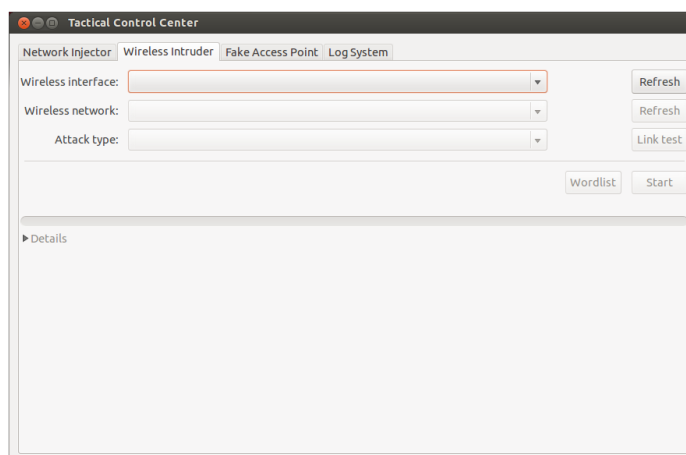 Tactical Control Center
Network Injector Wireless Intruder Fake Access Point Log System
Wireless interface: Refresh
Wireless network: Refresh
Attack type: Link test
Wordlist Start
Details